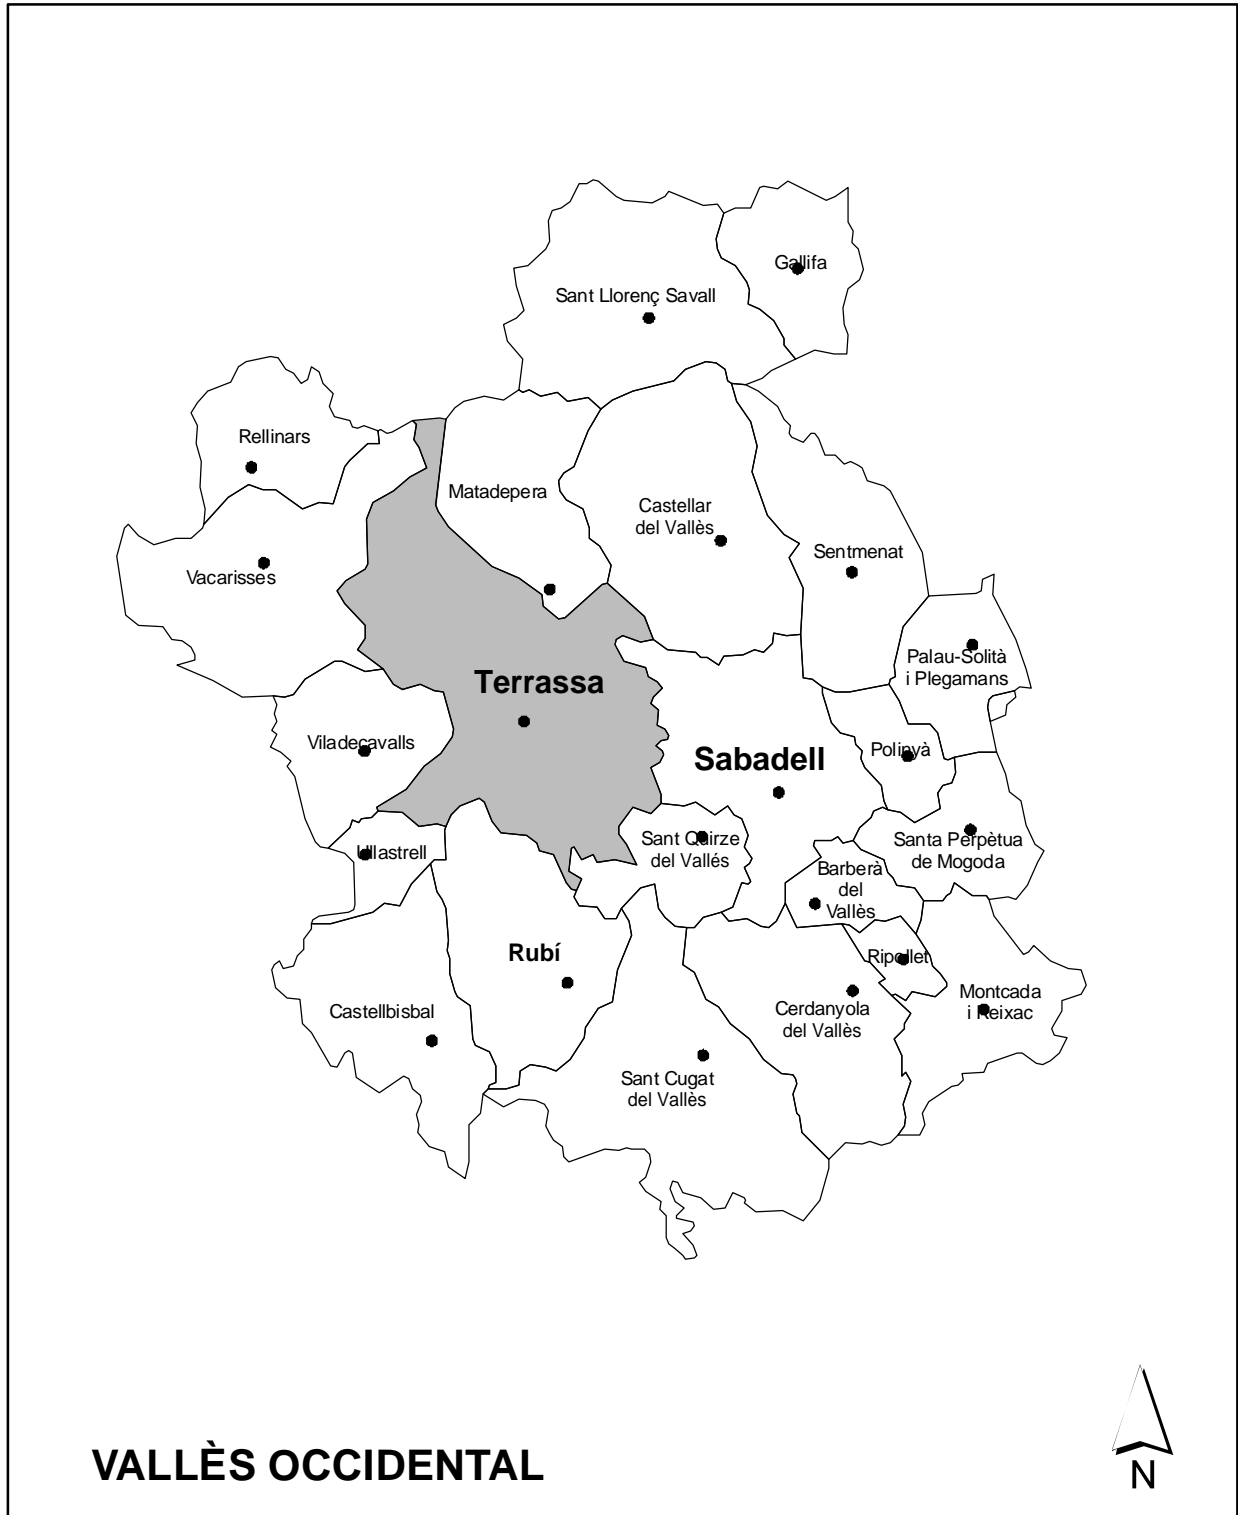 Gallifa
Sant Llorenç Savall
Rellinars
Matadepera
Castellar
del Vallès
Sentmenat
Vacarisses
Palau-Solità
i Plegamans
Terrassa
Viladecavalls
Sabadell
Polinyà
Sant Quirze
del Vallés
Santa Perpètua
de Mogoda
Ullastrell
Barberà
del
Vallès
Rubí
Ripollet
Castellbisbal
Cerdanyola
del Vallès
Montcada
i Reixac
Sant Cugat
del Vallès
VALLÈS OCCIDENTAL
N